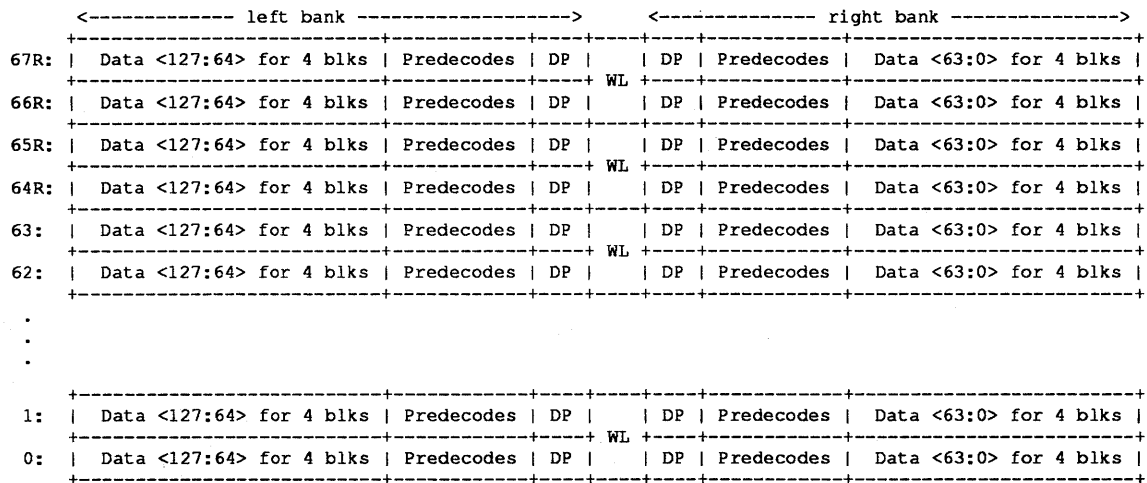 <------------- left bank -------------------> <-------------- right bank --------------->
67R: | Data <127:64> for 4 blks | Predecodes | DP | | DP | Predecodes | Data <63:0> for 4 blks |
WL
66R: | Data <127:64> for 4 blks | Predecodes | DP | | DP | Predecodes | Data <63:0> for 4 blks |
65R: | Data <127:64> for 4 blks | Predecodes | DP | | DP | Predecodes | Data <63:0> for 4 blks |
WL
64R: | Data <127:64> for 4 blks | Predecodes | DP | | DP | Predecodes | Data <63:0> for 4 blks |
63: | Data <127:64> for 4 blks | Predecodes | DP | | DP | Predecodes | Data <63:0> for 4 blks |
WL
62: | Data <127:64> for 4 blks | Predecodes | DP | | DP | Predecodes | Data <63:0> for 4 blks |
.
.
.
1: | Data <127:64> for 4 blks | Predecodes | DP | | DP | Predecodes | Data <63:0> for 4 blks |
WL
0: | Data <127:64> for 4 blks | Predecodes | DP | | DP | Predecodes | Data <63:0> for 4 blks |